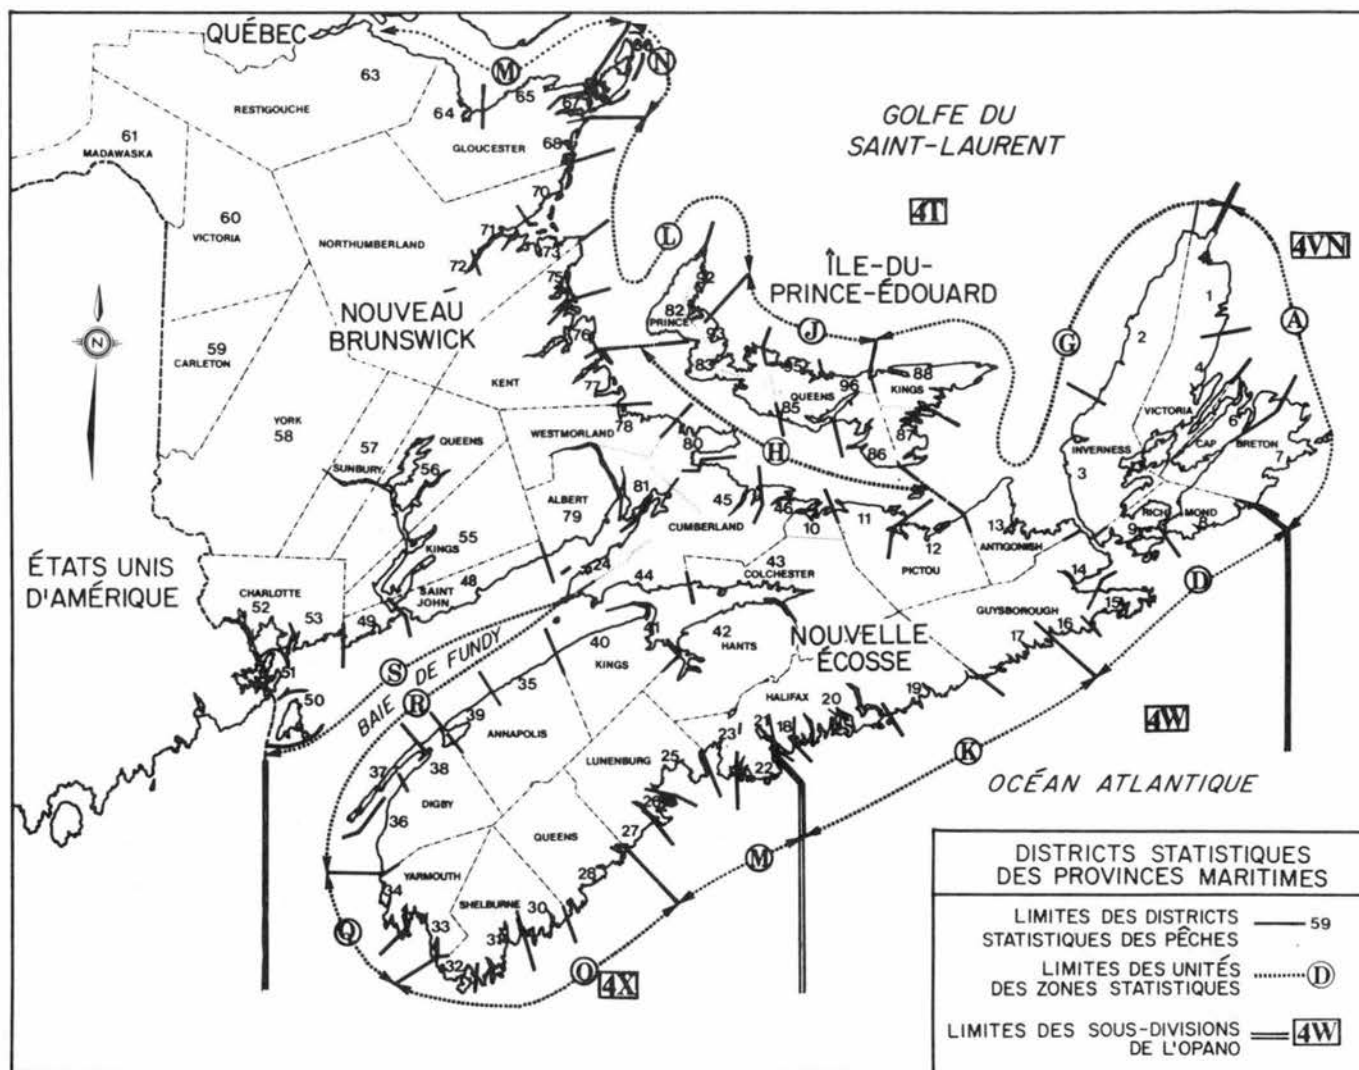 QUÉBEC
M
N
66
63
65
RESTIGOUCHE
64
67
GOLFE DU
SAINT-LAURENT
61
MADAWASKA
GLOUCESTER
68
70
4T
60
VICTORIA
NORTHUMBERLAND
71
73
72
L
4VN
ÎLE-DU-
PRINCE-ÉDOUARD
75
92
82
PRINCE
1
2
NOUVEAU
BRUNSWICK
76
93
J
G
A
N
59
CARLETON
KENT
77
83
95
88
4
QUEENS
96
KINGS
85
YORK
58
57
QUEENS
WESTMORLAND
78
80
87
VICTORIA
6
CAP
BRETON
SUNBURY
56
H
86
INVERNESS
7
3
ALBERT
79
81
45
46
CUMBERLAND
10
11
13
RICH
MOND
9
8
55
KINGS
12
ANTIGONISH
ÉTATS UNIS
D'AMÉRIQUE
43
COLCHESTER
PICTOU
24
44
14
D
CHARLOTTE
52
53
48
SAINT
JOHN
49
GUYSBOROUGH
15
16
17
40
41
42
HANTS
NOUVELLE
ÉCOSSE
KINGS
51
S
BAIE DE FUNDY
50
R
35
HALIFAX
20
19
4W
39
ANNAPOLIS
21
18
23
LUNENBURG
25
22
K
37
38
DIGBY
OCÉAN ATLANTIQUE
26
36
QUEENS
27
M
YARMOUTH
28
34
SHELBURNE
30
Q
33
31
32
O
4X
DISTRICTS STATISTIQUES
DES PROVINCES MARITIMES
LIMITES DES DISTRICTS
STATISTIQUES DES PÊCHES
59
LIMITES DES UNITÉS
DES ZONES STATISTIQUES
D
LIMITES DES SOUS-DIVISIONS
DE L'OPANO
4W